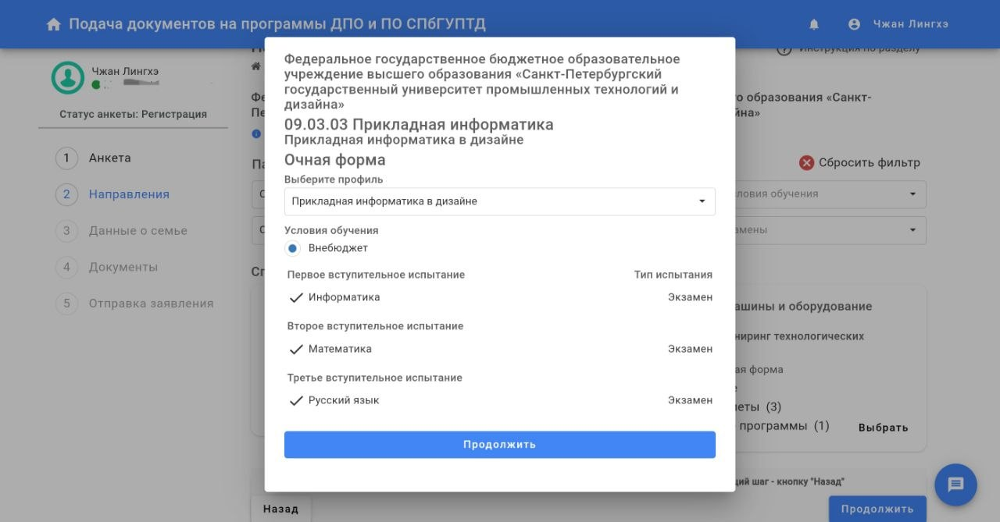 Подача документов на программы ДПО и ПО СПбГУПТД
Чжан Лингхэ
Чжан Лингхэ
Статус анкеты: Регистрация
1 Анкета
2 Направления
3 Данные о семье
4 Документы
5 Отправка заявления
Федеральное государственное бюджетное образовательное
учреждение высшего образования «Санкт-Петербургский
государственный университет промышленных технологий и
дизайна»
09.03.03 Прикладная информатика
Прикладная информатика в дизайне
Очная форма
Выберите профиль
Прикладная информатика в дизайне
Условия обучения
Внебюджет
Первое вступительное испытание Тип испытания
Информатика Экзамен
Второе вступительное испытание
Математика Экзамен
Третье вступительное испытание
Русский язык Экзамен
Продолжить
Инструкция по разделу
о образования «Санкт-
йна»
Сбросить фильтр
словия обучения
амены
ашины и оборудование
ниринг технологических
ая форма
еты (3)
программы (1)
Выбрать
щий шаг - кнопку "Назад"
Назад
Продолжить